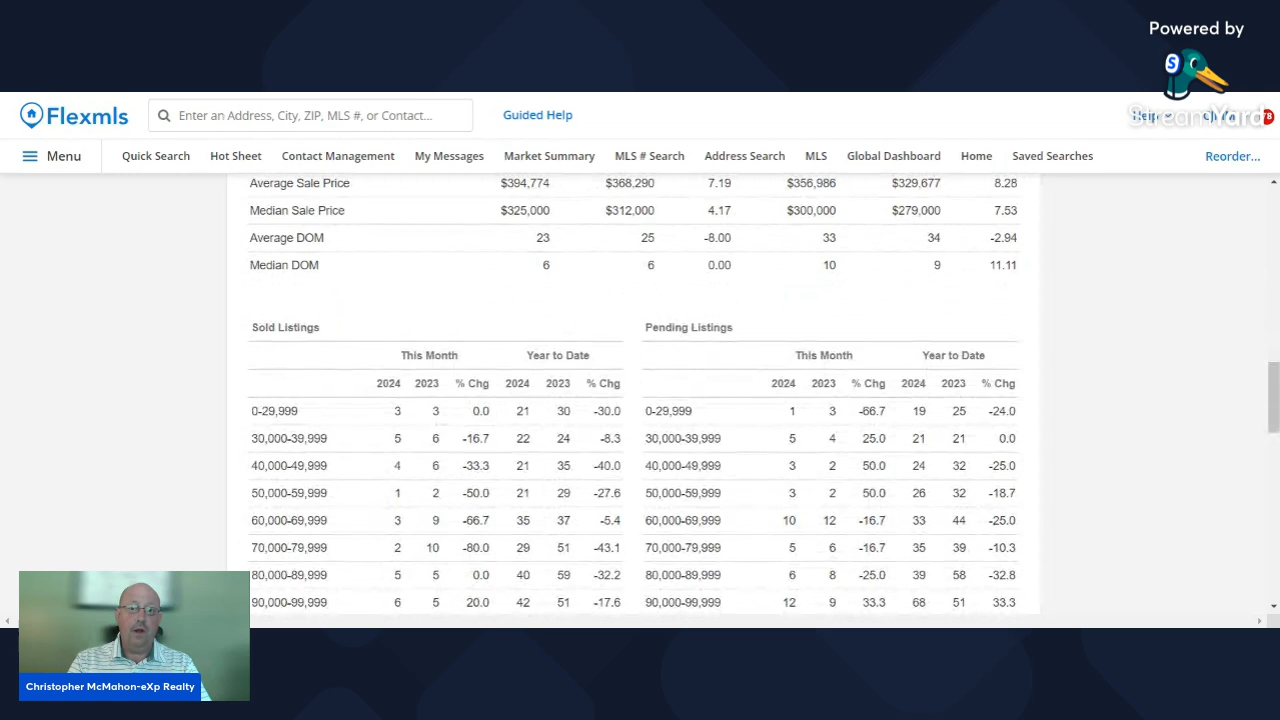 Powered by
S
StreamYard
Flexmls
Enter an Address, City, ZIP, MLS #, or Contact...
Guided Help
Help
Menu
Quick Search
Hot Sheet
Contact Management
My Messages
Market Summary
MLS # Search
Address Search
MLS
Global Dashboard
Home
Saved Searches
Reorder...
Average Sale Price $394,774 $368,290 7.19 $356,986 $329,677 8.28
Median Sale Price $325,000 $312,000 4.17 $300,000 $279,000 7.53
Average DOM 23 25 -8.00 33 34 -2.94
Median DOM 6 6 0.00 10 9 11.11
Sold Listings
This Month Year to Date
2024 2023 % Chg 2024 2023 % Chg
0-29,999 3 3 0.0 21 30 -30.0
30,000-39,999 5 6 -16.7 22 24 -8.3
40,000-49,999 4 6 -33.3 21 35 -40.0
50,000-59,999 1 2 -50.0 21 29 -27.6
60,000-69,999 3 9 -66.7 35 37 -5.4
70,000-79,999 2 10 -80.0 29 51 -43.1
80,000-89,999 5 5 0.0 40 59 -32.2
90,000-99,999 6 5 20.0 42 51 -17.6
Pending Listings
This Month Year to Date
2024 2023 % Chg 2024 2023 % Chg
0-29,999 1 3 -66.7 19 25 -24.0
30,000-39,999 5 4 25.0 21 21 0.0
40,000-49,999 3 2 50.0 24 32 -25.0
50,000-59,999 3 2 50.0 26 32 -18.7
60,000-69,999 10 12 -16.7 33 44 -25.0
70,000-79,999 5 6 -16.7 35 39 -10.3
80,000-89,999 6 8 -25.0 39 58 -32.8
90,000-99,999 12 9 33.3 68 51 33.3
Christopher McMahon-eXp Realty